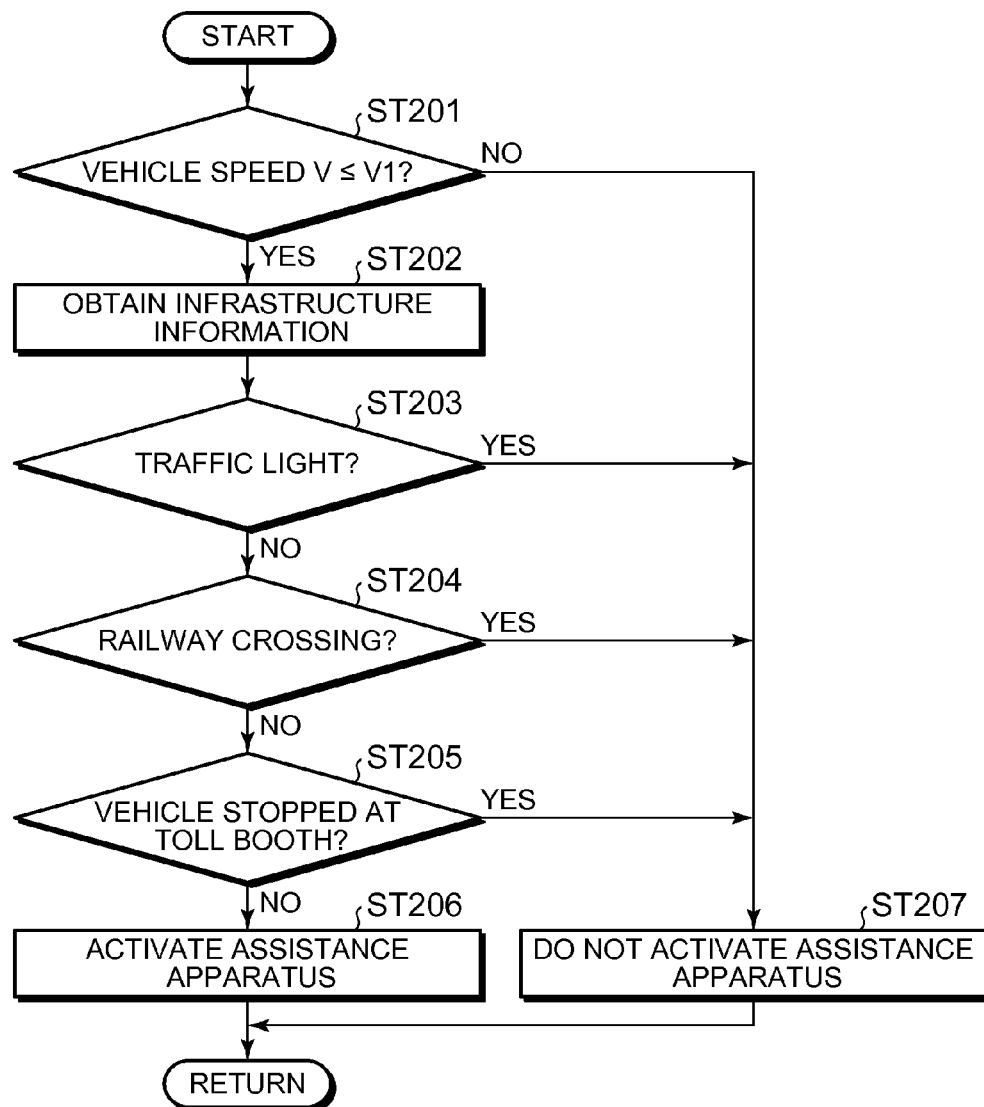 START
ST201
VEHICLE SPEED V ≤ V1?
NO
YES
ST202
OBTAIN INFRASTRUCTURE
INFORMATION
ST203
TRAFFIC LIGHT?
YES
NO
ST204
RAILWAY CROSSING?
YES
NO
ST205
VEHICLE STOPPED AT
TOLL BOOTH?
YES
NO
ST206
ACTIVATE ASSISTANCE
APPARATUS
ST207
DO NOT ACTIVATE ASSISTANCE
APPARATUS
RETURN